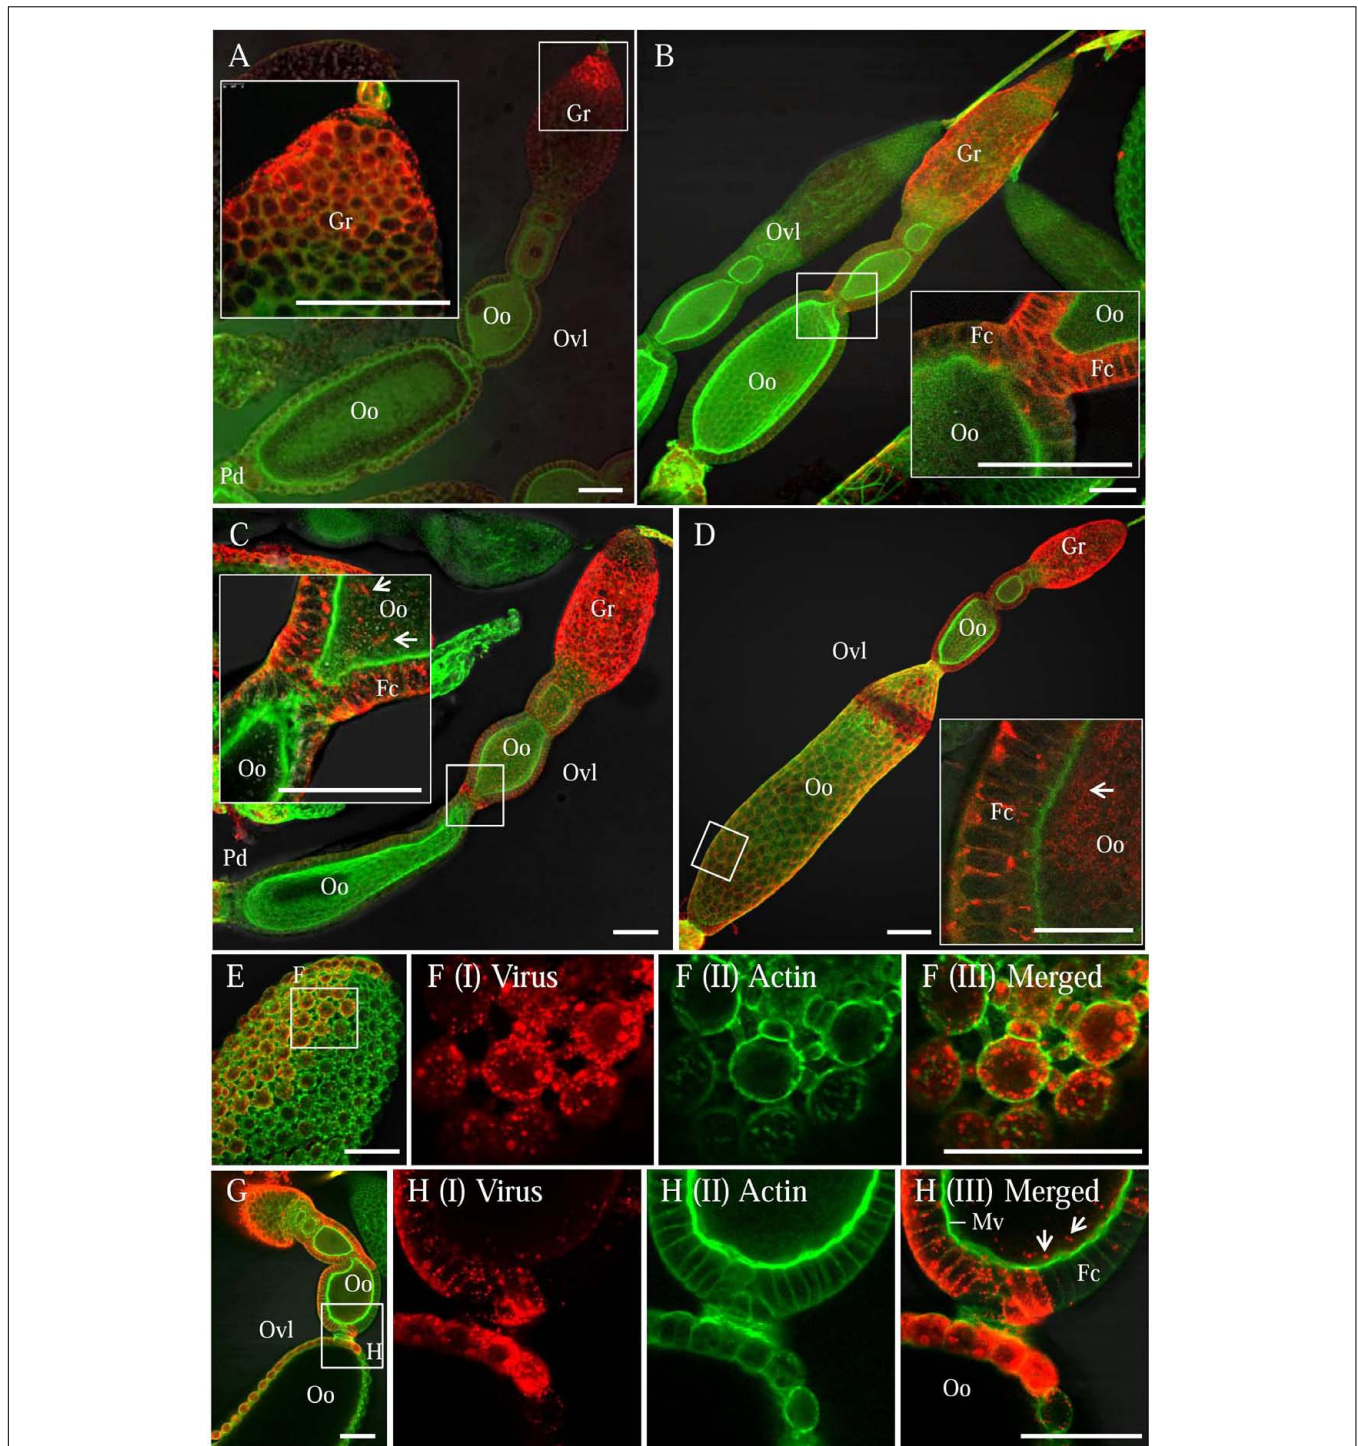 A
Gr
Gr
Oo
Ovl
Oo
Pd
B
Gr
Ovl
Oo
Oo
Fc
Fc
Oo
C
Oo
Gr
Fc
Oo
Oo
Ovl
Pd
Oo
D
Gr
Oo
Ovl
Oo
Fc
Oo
E
F
F (I) Virus
F (II) Actin
F (III) Merged
G
Oo
Ovl
H
Oo
H (I) Virus
H (II) Actin
H (III) Merged
Mv
Fc
Oo